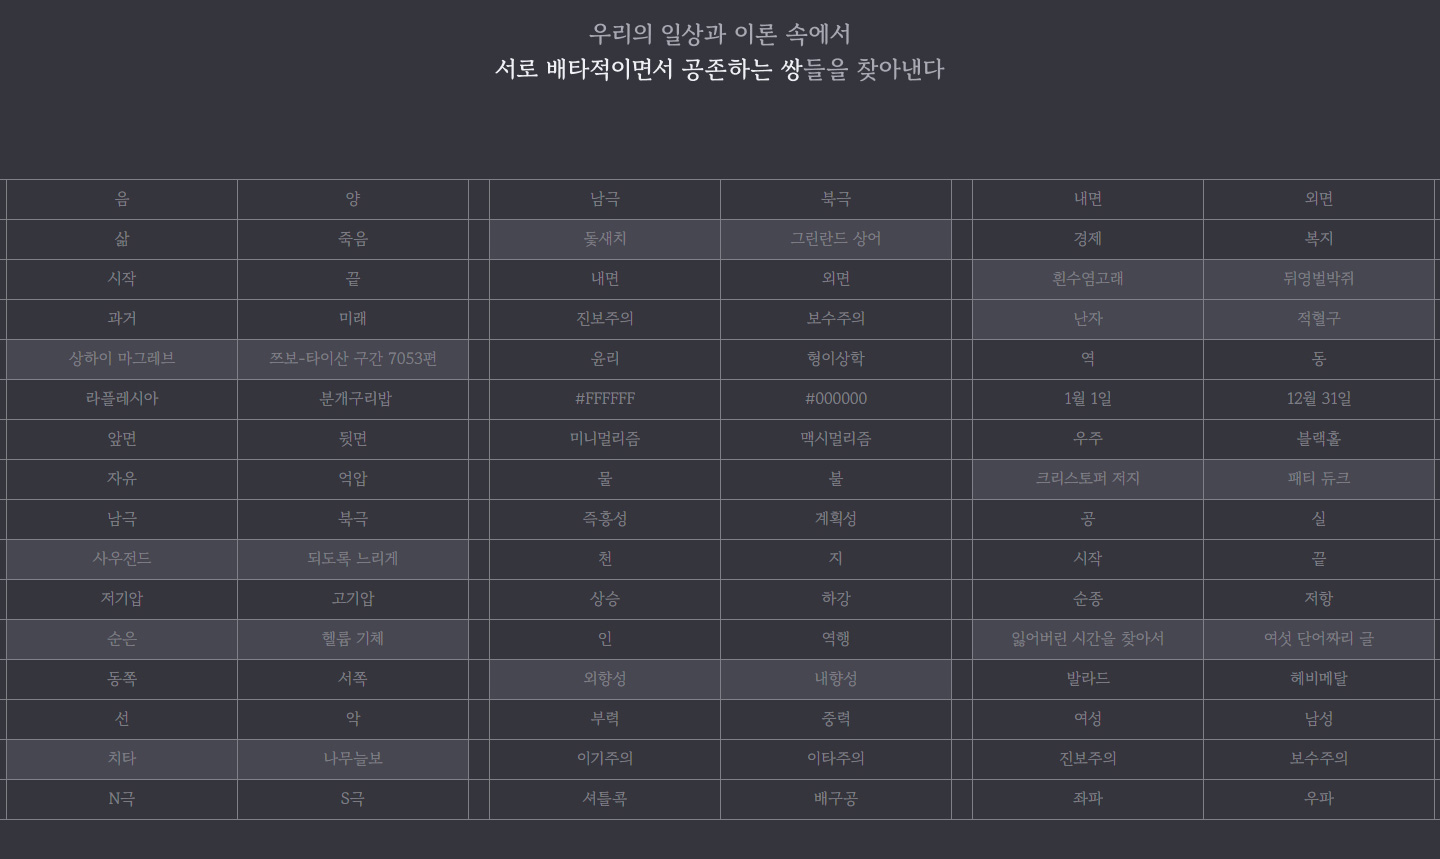 우리의 일상과 이론 속에서
서로 배타적이면서 공존하는 쌍들을 찾아낸다
음 양 남극 북극 내면 외면
삶 죽음 돛새치 그린란드 상어 경제 복지
시작 끝 내면 외면 흰수염고래 뒤영벌박쥐
과거 미래 진보주의 보수주의 난자 적혈구
상하이 마그레브 쯔보-타이산 구간 7053편 윤리 형이상학 역 동
라플레시아 분개구리밥 #FFFFFF #000000 1월 1일 12월 31일
앞면 뒷면 미니멀리즘 맥시멀리즘 우주 블랙홀
자유 억압 물 불 크리스토퍼 저지 패티 듀크
남극 북극 즉흥성 계획성 공 실
사우전드 되도록 느리게 천 지 시작 끝
저기압 고기압 상승 하강 순종 저항
순은 헬륨 기체 인 역행 잃어버린 시간을 찾아서 여섯 단어짜리 글
동쪽 서쪽 외향성 내향성 발라드 헤비메탈
선 악 부력 중력 여성 남성
치타 나무늘보 이기주의 이타주의 진보주의 보수주의
N극 S극 셔틀콕 배구공 좌파 우파